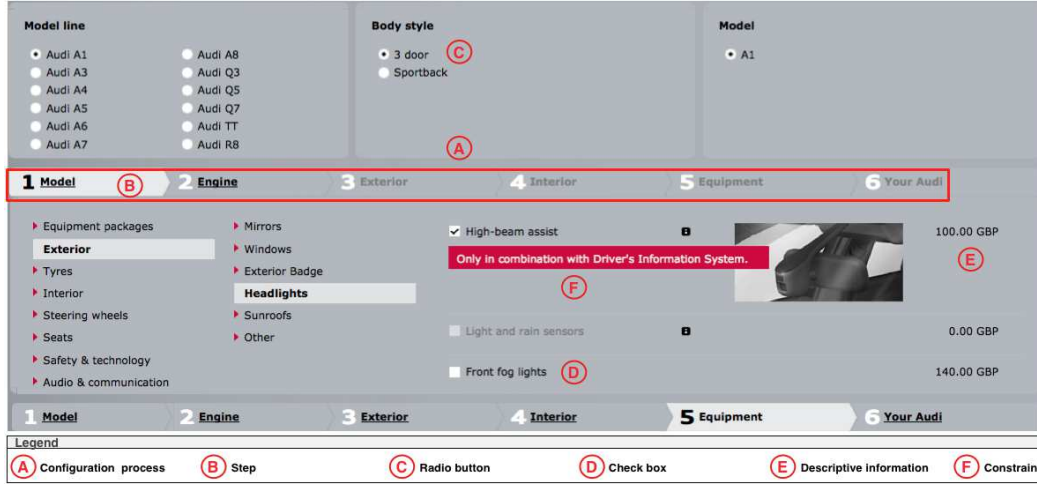 Model line
Body style
Model
Audi A1
Audi A8
3 door
C
A1
Audi A3
Audi Q3
Sportback
Audi A4
Audi Q5
Audi A5
Audi Q7
Audi A6
Audi TT
Audi A7
Audi R8
A
1 Model
B
2 Engine
3 Exterior
4 Interior
5 Equipment
6 Your Audi
Equipment packages
Mirrors
High-beam assist
100.00 GBP
Exterior
Windows
Only in combination with Driver's Information System.
E
Tyres
Exterior Badge
Interior
Headlights
F
Steering wheels
Sunroofs
Seats
Other
Light and rain sensors
0.00 GBP
Safety & technology
Front fog lights
D
140.00 GBP
Audio & communication
1 Model
2 Engine
3 Exterior
4 Interior
5 Equipment
6 Your Audi
Legend
A Configuration process
B Step
C Radio button
D Check box
E Descriptive information
F Constrain